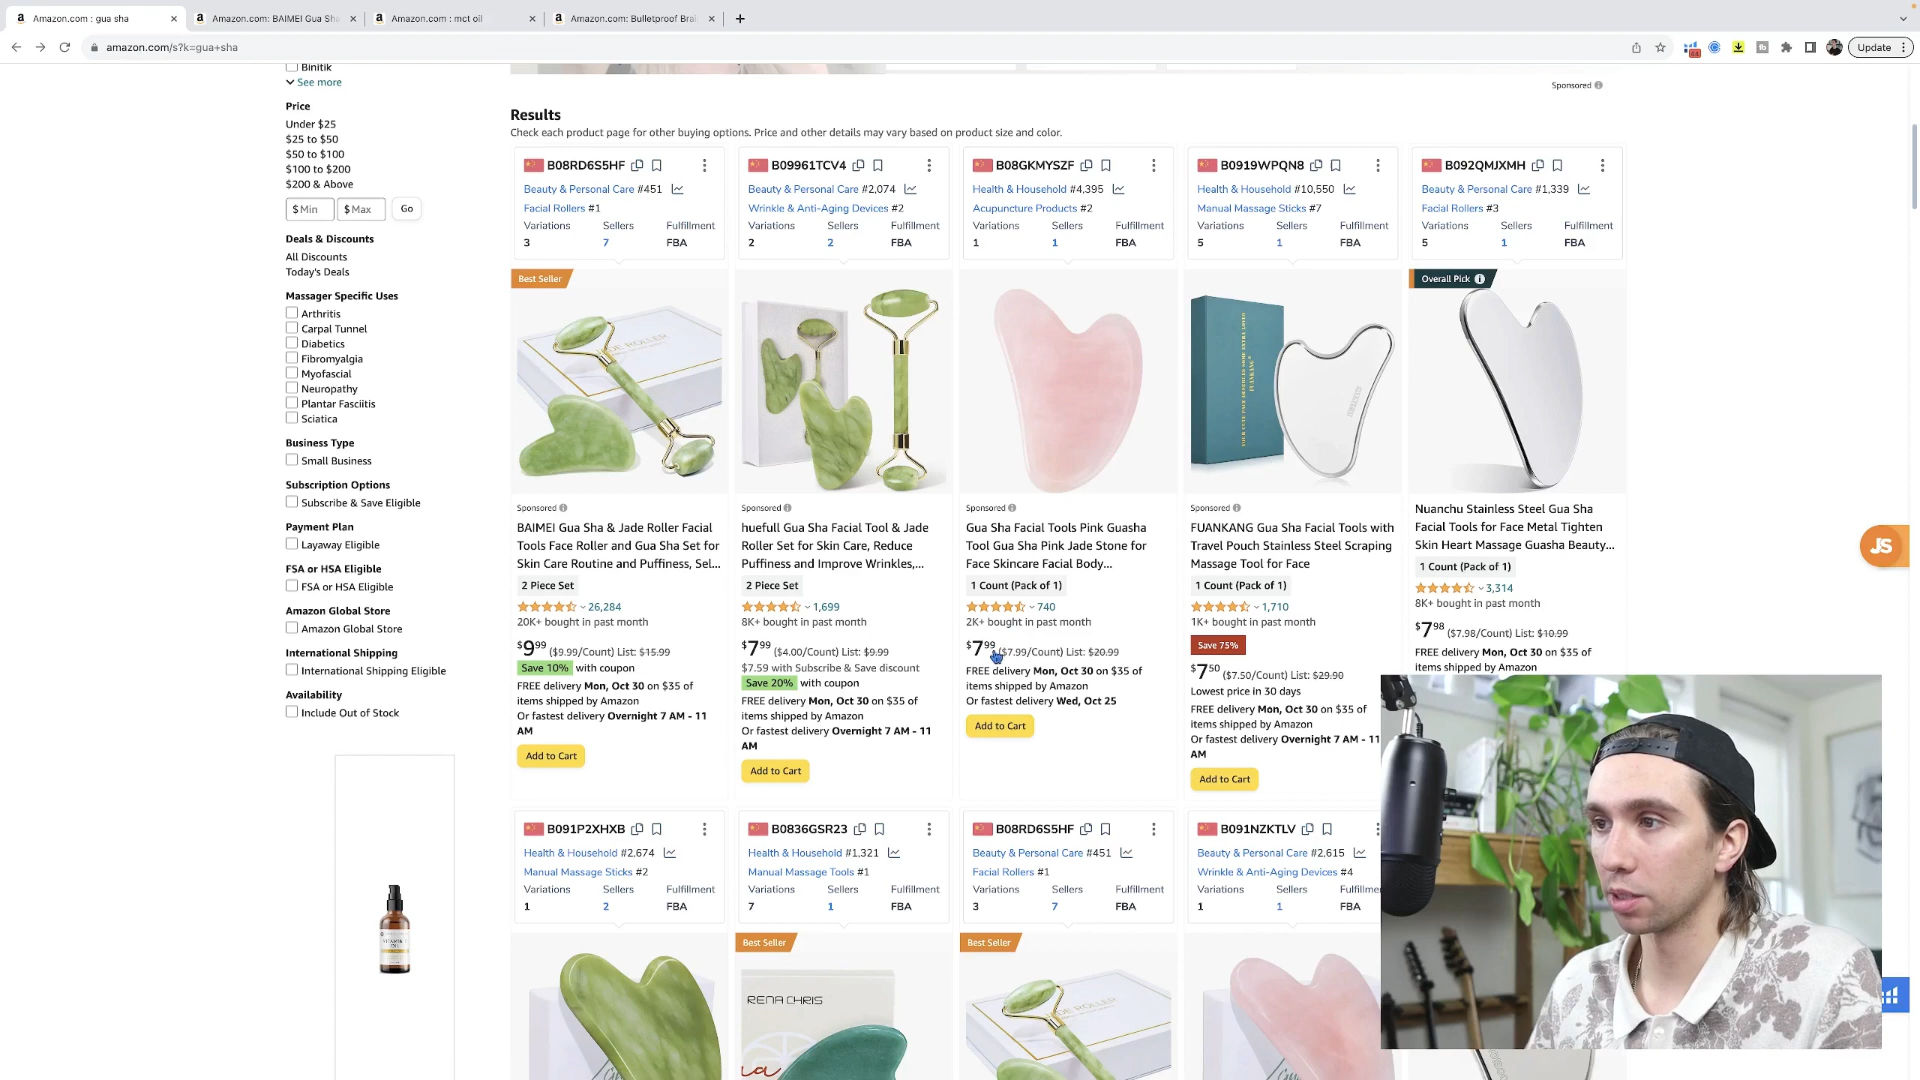 Amazon.com : gua sha
Amazon.com: BAIMEI Gua Sha
Amazon.com : mct oil
Amazon.com: Bulletproof Brai
amazon.com/s?k=gua+sha
Update
Binitik
See more
Price
Under $25
$25 to $50
$50 to $100
$100 to $200
$200 & Above
$ Min
$ Max
Go
Deals & Discounts
All Discounts
Today's Deals
Massager Specific Uses
Arthritis
Carpal Tunnel
Diabetics
Fibromyalgia
Myofascial
Neuropathy
Plantar Fasciitis
Sciatica
Business Type
Small Business
Subscription Options
Subscribe & Save Eligible
Payment Plan
Layaway Eligible
FSA or HSA Eligible
FSA or HSA Eligible
Amazon Global Store
Amazon Global Store
International Shipping
International Shipping Eligible
Availability
Include Out of Stock
Sponsored
Results
Check each product page for other buying options. Price and other details may vary based on product size and color.
B08RD6S5HF
Beauty & Personal Care #451
Facial Rollers #1
Variations Sellers Fulfillment
3 7 FBA
Best Seller
Sponsored
BAIMEI Gua Sha & Jade Roller Facial
Tools Face Roller and Gua Sha Set for
Skin Care Routine and Puffiness, Sel...
2 Piece Set
26,284
20K+ bought in past month
$9 99 ($9.99/Count) List: $15.99
Save 10% with coupon
FREE delivery Mon, Oct 30 on $35 of
items shipped by Amazon
Or fastest delivery Overnight 7 AM - 11
AM
Add to Cart
B09961TCV4
Beauty & Personal Care #2,074
Wrinkle & Anti-Aging Devices #2
Variations Sellers Fulfillment
2 2 FBA
Sponsored
huefull Gua Sha Facial Tool & Jade
Roller Set for Skin Care, Reduce
Puffiness and Improve Wrinkles,...
2 Piece Set
1,699
8K+ bought in past month
$7 99 ($4.00/Count) List: $9.99
$7.59 with Subscribe & Save discount
Save 20% with coupon
FREE delivery Mon, Oct 30 on $35 of
items shipped by Amazon
Or fastest delivery Overnight 7 AM - 11
AM
Add to Cart
B08GKMYSZF
Health & Household #4,395
Acupuncture Products #2
Variations Sellers Fulfillment
1 1 FBA
Sponsored
Gua Sha Facial Tools Pink Guasha
Tool Gua Sha Pink Jade Stone for
Face Skincare Facial Body...
1 Count (Pack of 1)
740
2K+ bought in past month
$7 99 ($7.99/Count) List: $20.99
FREE delivery Mon, Oct 30 on $35 of
items shipped by Amazon
Or fastest delivery Wed, Oct 25
Add to Cart
B0919WPQN8
Health & Household #10,550
Manual Massage Sticks #7
Variations Sellers Fulfillment
5 1 FBA
Sponsored
FUANKANG Gua Sha Facial Tools with
Travel Pouch Stainless Steel Scraping
Massage Tool for Face
1 Count (Pack of 1)
1,710
1K+ bought in past month
Save 75%
$7 50 ($7.50/Count) List: $29.90
Lowest price in 30 days
FREE delivery Mon, Oct 30 on $35 of
items shipped by Amazon
Or fastest delivery Overnight 7 AM - 11
AM
Add to Cart
B092QMJXMH
Beauty & Personal Care #1,339
Facial Rollers #3
Variations Sellers Fulfillment
5 1 FBA
Overall Pick
Nuanchu Stainless Steel Gua Sha
Facial Tools for Face Metal Tighten
Skin Heart Massage Guasha Beauty...
1 Count (Pack of 1)
3,314
8K+ bought in past month
$7 98 ($7.98/Count) List: $10.99
FREE delivery Mon, Oct 30 on $35 of
items shipped by Amazon
JS
B091P2XHXB
Health & Household #2,674
Manual Massage Sticks #2
Variations Sellers Fulfillment
1 2 FBA
B0836GSR23
Health & Household #1,321
Manual Massage Tools #1
Variations Sellers Fulfillment
7 1 FBA
Best Seller
RENA CHRIS
B08RD6S5HF
Beauty & Personal Care #451
Facial Rollers #1
Variations Sellers Fulfillment
3 7 FBA
Best Seller
B091NZKTLV
Beauty & Personal Care #2,615
Wrinkle & Anti-Aging Devices #4
Variations Sellers Fulfillme
1 1 FBA